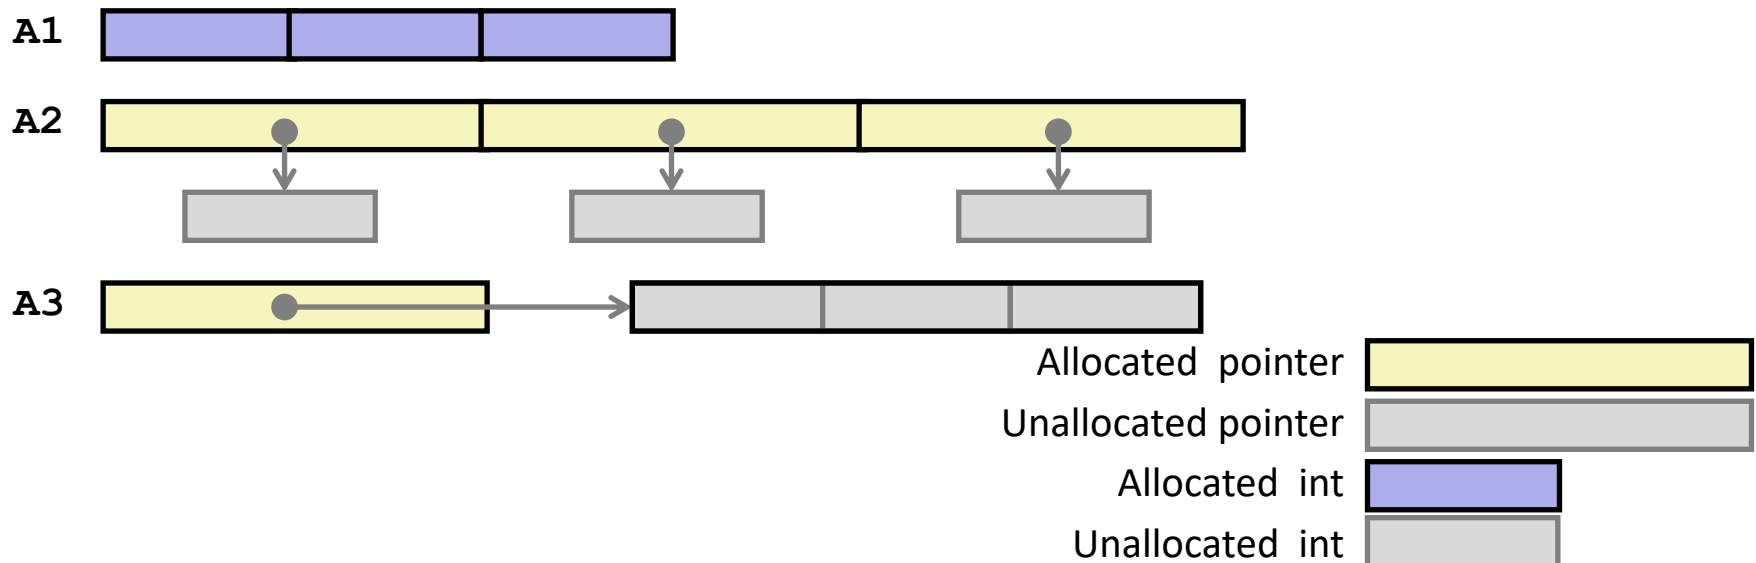 A1
A2
A3
Allocated pointer
Unallocated pointer
Allocated int
Unallocated int